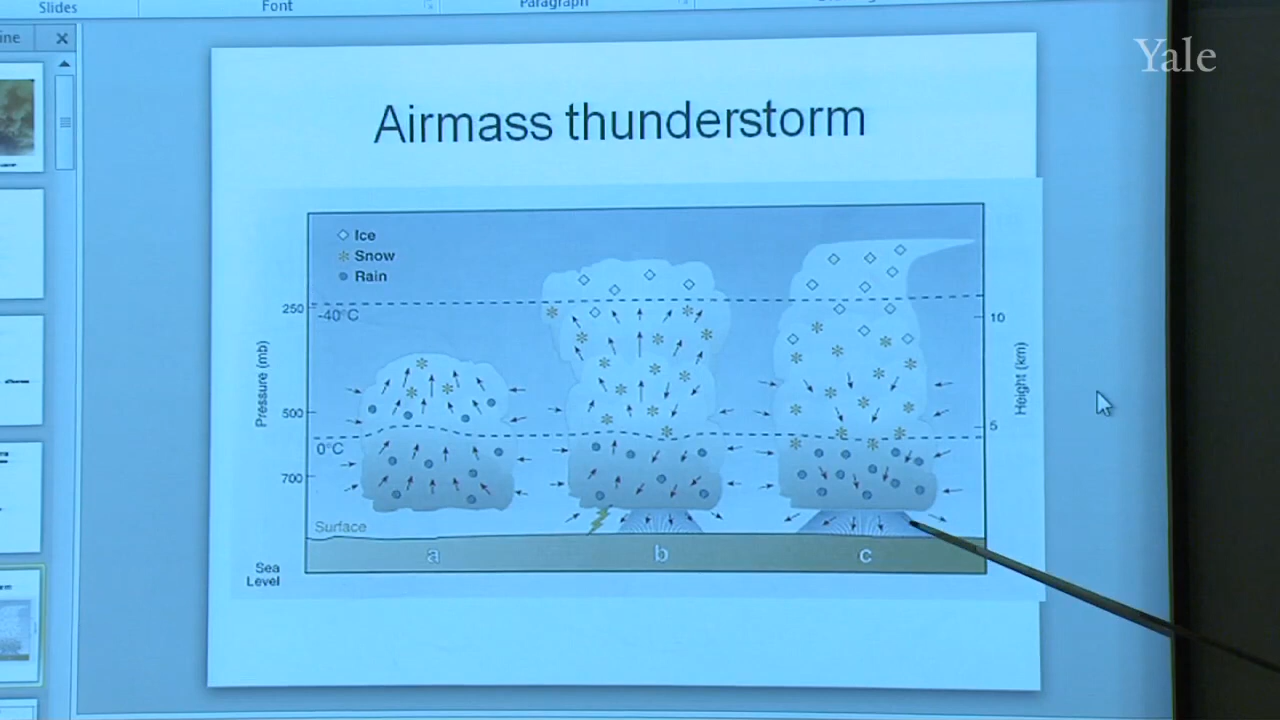 Slides
Font
Paragraph
ine
Yale
Airmass thunderstorm
Ice
Snow
Rain
250
-40°C
10
Pressure (mb)
Height (km)
500
5
0°C
700
Surface
a
b
c
Sea
Level